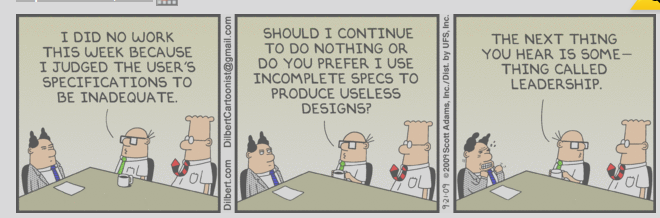 I DID NO WORK
THIS WEEK BECAUSE
I JUDGED THE USER'S
SPECIFICATIONS TO
BE INADEQUATE.
Dilbert.com DilbertCartoonist@gmail.com
SHOULD I CONTINUE
TO DO NOTHING OR
DO YOU PREFER I USE
INCOMPLETE SPECS TO
PRODUCE USELESS
DESIGNS?
9-21-09 ©2009 Scott Adams, Inc./Dist. by UFS, Inc.
THE NEXT THING
YOU HEAR IS SOME-
THING CALLED
LEADERSHIP.